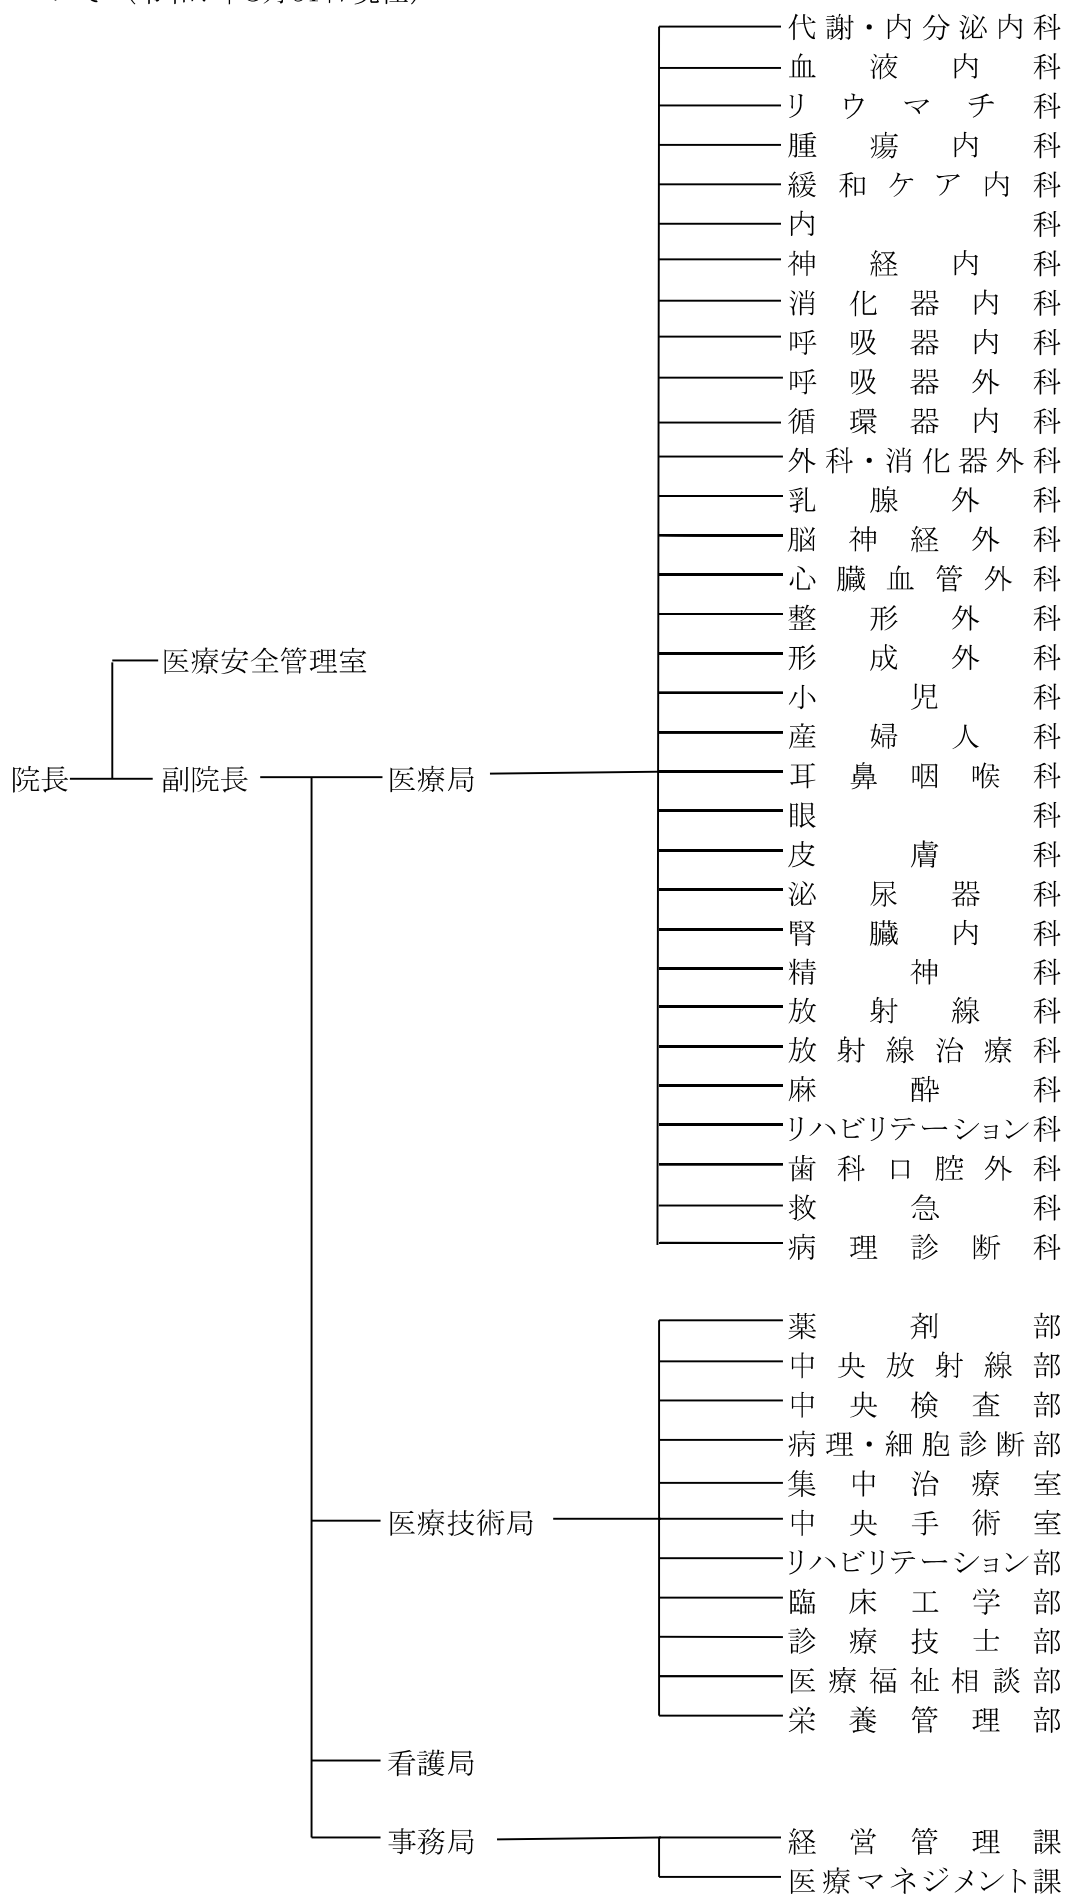 代謝・内分泌内科
血液内科
リウマチ科
腫瘍内科
緩和ケア内科
内科
神経内科
消化器内科
呼吸器内科
呼吸器外科
循環器内科
外科・消化器外科
乳腺外科
脳神経外科
心臓血管外科
整形外科
医療安全管理室
形成外科
小児科
産婦人科
院長 副院長 医療局 耳鼻咽喉科
眼科
皮膚科
泌尿器科
腎臓内科
精神科
放射線科
放射線治療科
麻酔科
リハビリテーション科
歯科口腔外科
救急科
病理診断科
薬剤部
中央放射線部
中央検査部
病理・細胞診断部
集中治療室
医療技術局 中央手術室
リハビリテーション部
臨床工学部
診療技士部
医療福祉相談部
栄養管理部
看護局
事務局 経営管理課
医療マネジメント課